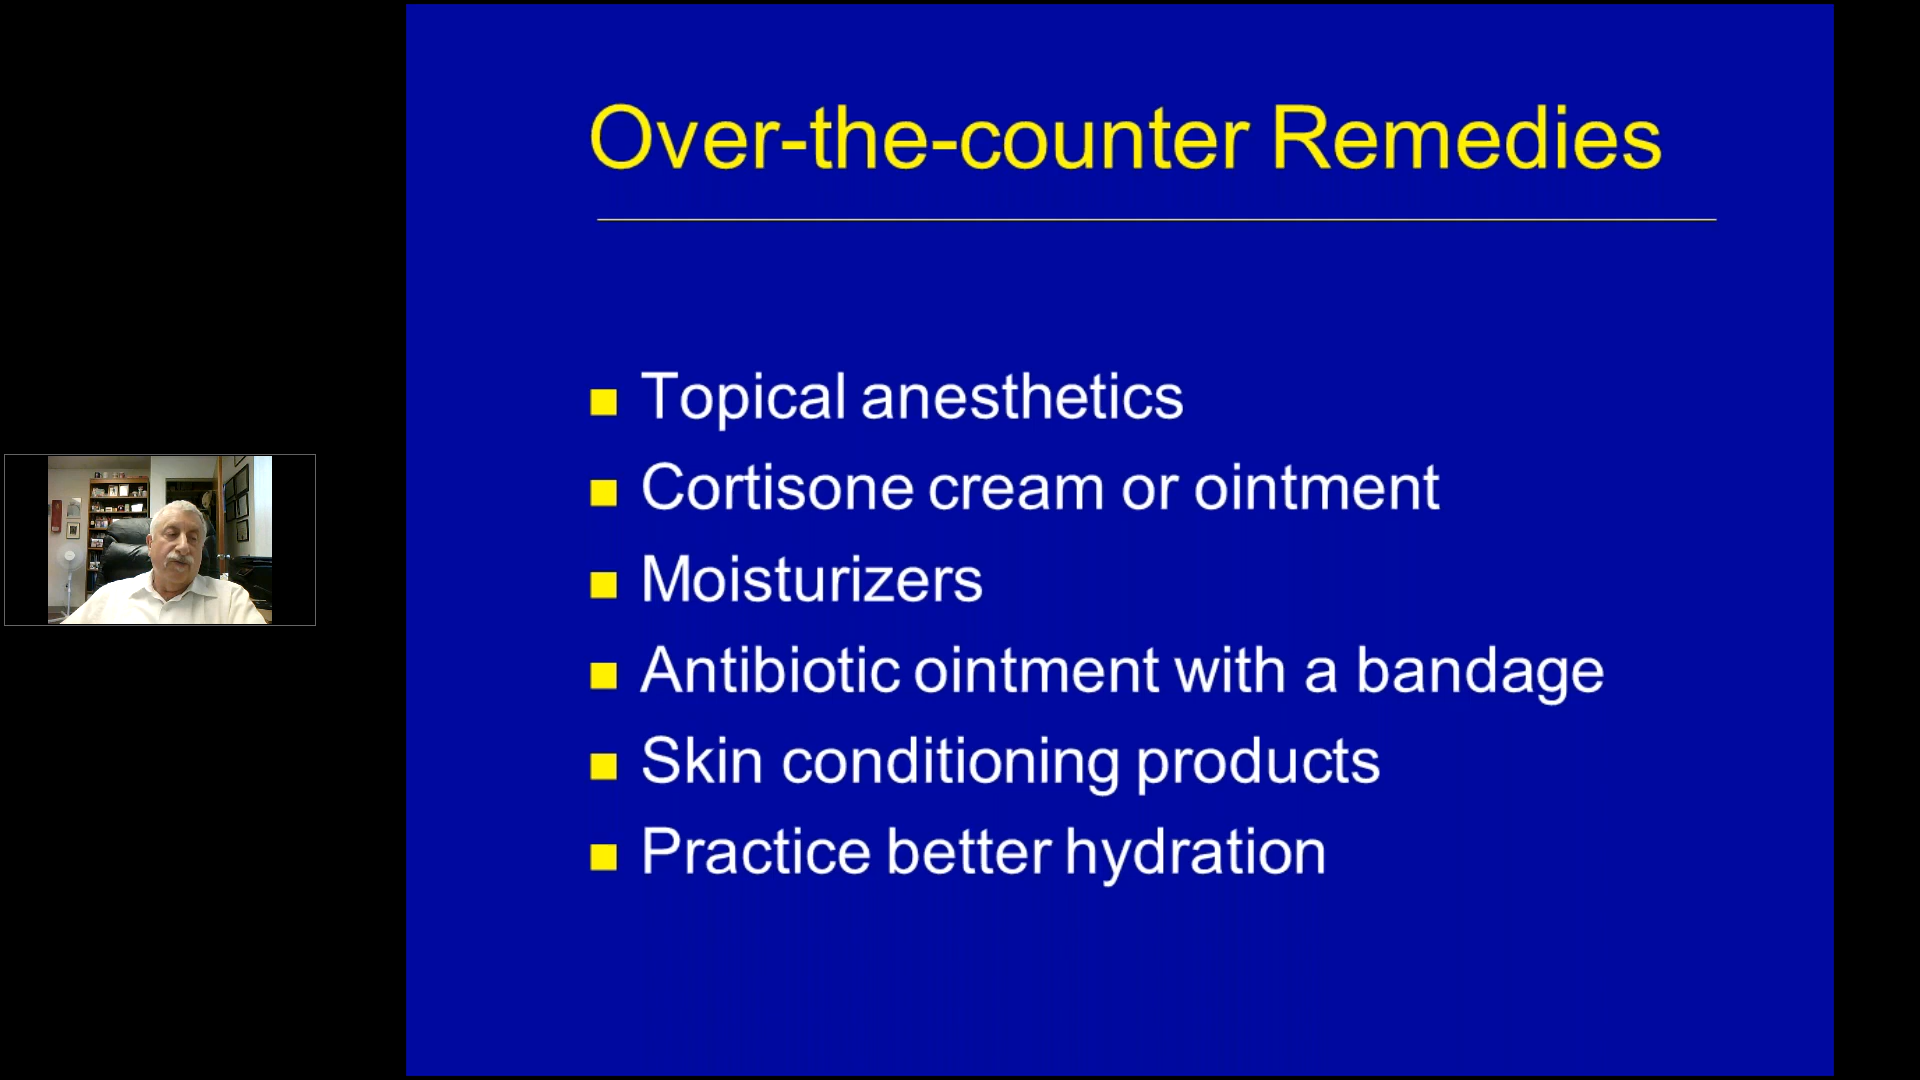 Over-the-counter Remedies
Topical anesthetics
Cortisone cream or ointment
Moisturizers
Antibiotic ointment with a bandage
Skin conditioning products
Practice better hydration